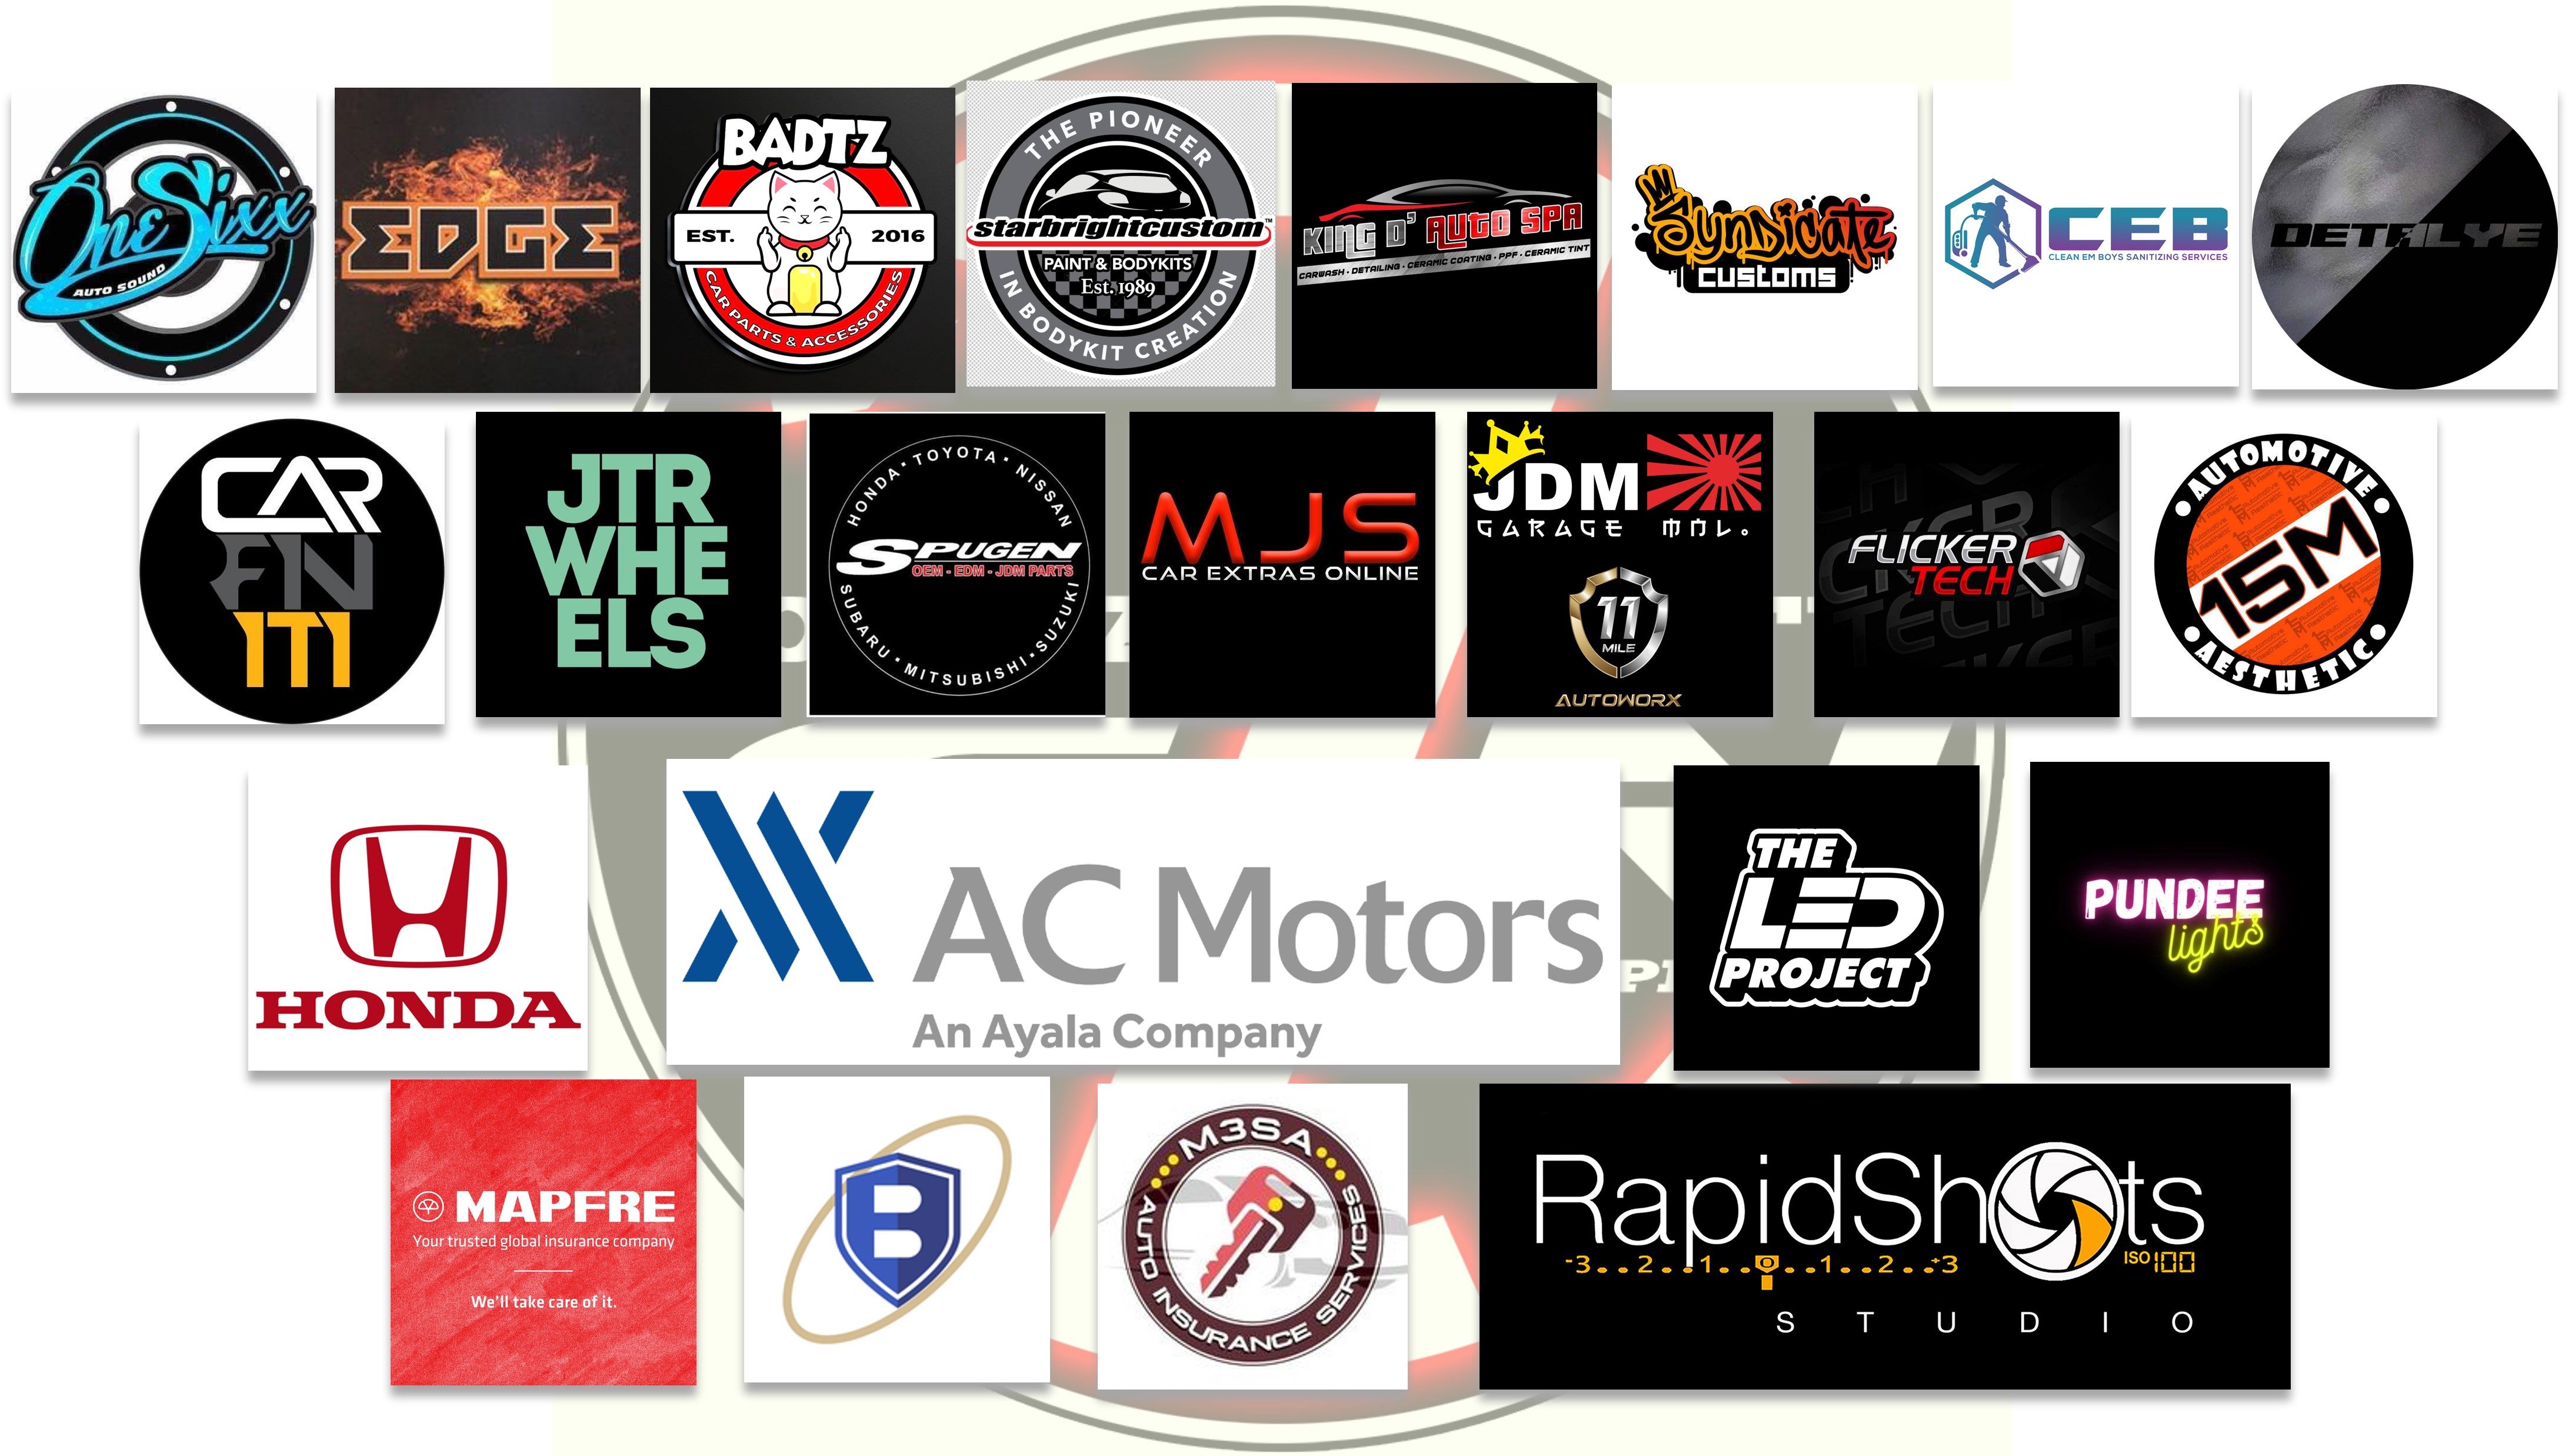 OneSixx
AUTO SOUND
EDGE
BADTZ
EST. 2016
CAR PARTS & ACCESSORIES
THE PIONEER
starbrightcustom™
PAINT & BODYKITS
Est. 1989
IN BODYKIT CREATION
KING D' AUTO SPA
CARWASH · DETAILING · CERAMIC COATING · PPF · CERAMIC TINT
Syndicate
customs
CEB
CLEAN EM BOYS SANITIZING SERVICES
DETALYE
CAR
FN
ITI
JTR
WHE
ELS
HONDA · TOYOTA · NISSAN
SPUGEN
OEM - EDM - JDM PARTS
SUBARU · MITSUBISHI · SUZUKI
MJS
CAR EXTRAS ONLINE
JDM
GARAGE MNL.
11
MILE
AUTOWORX
FLICKER
TECH
AUTOMOTIVE
15M
AESTHETIC
HONDA
AC Motors
An Ayala Company
THE
LED
PROJECT
PUNDEE
lights
MAPFRE
Your trusted global insurance company
We'll take care of it.
B
M3SA
AUTO INSURANCE SERVICES
RapidShots
-3..2..1..0..1..2..+3
ISO 100
STUDIO